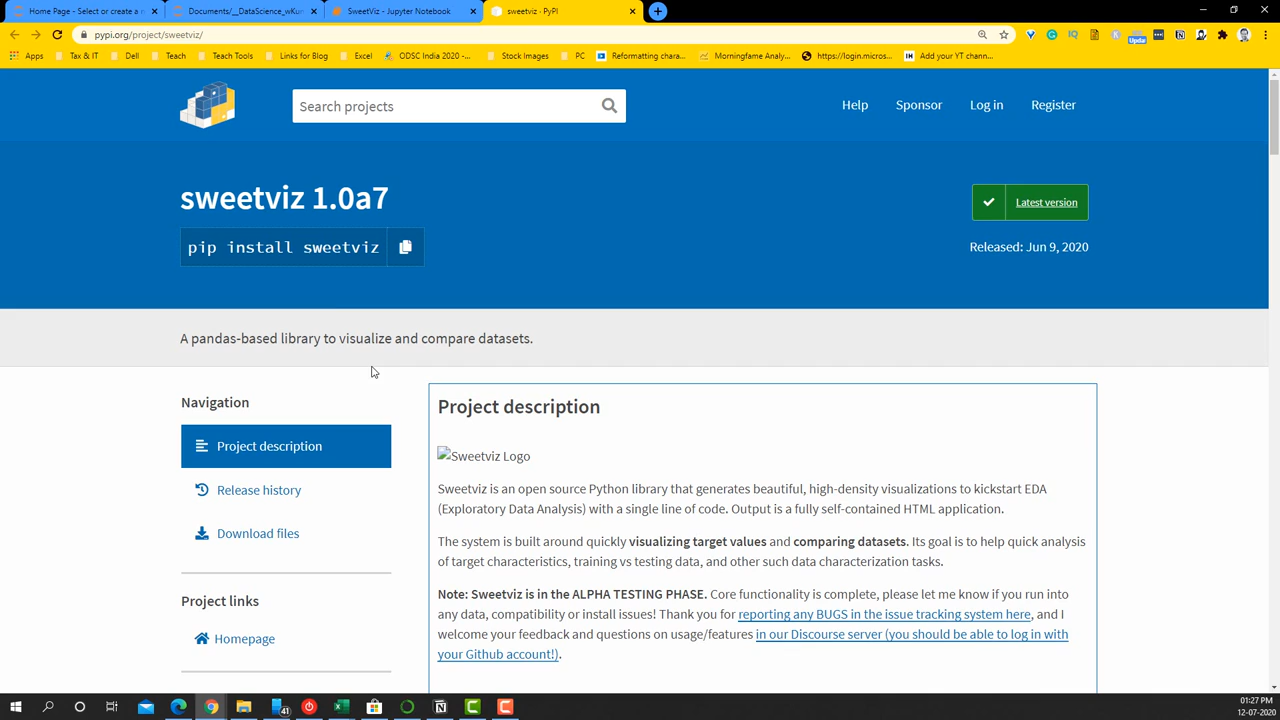 Home Page - Select or create a n
Documents/__DataScience_wKun
SweetViz - Jupyter Notebook
sweetviz · PyPI
pypi.org/project/sweetviz/
Apps
Tax & IT
Dell
Teach
Teach Tools
Links for Blog
Excel
ODSC India 2020 -...
Stock Images
PC
Reformatting chara...
Morningfame Analy...
https://login.micros...
Add your YT chann...
Search projects
Help
Sponsor
Log in
Register
sweetviz 1.0a7
Latest version
pip install sweetviz
Released: Jun 9, 2020
A pandas-based library to visualize and compare datasets.
Navigation
Project description
Release history
Download files
Project links
Homepage
Project description
Sweetviz Logo
Sweetviz is an open source Python library that generates beautiful, high-density visualizations to kickstart EDA
(Exploratory Data Analysis) with a single line of code. Output is a fully self-contained HTML application.
The system is built around quickly visualizing target values and comparing datasets. Its goal is to help quick analysis
of target characteristics, training vs testing data, and other such data characterization tasks.
Note: Sweetviz is in the ALPHA TESTING PHASE. Core functionality is complete, please let me know if you run into
any data, compatibility or install issues! Thank you for reporting any BUGS in the issue tracking system here, and I
welcome your feedback and questions on usage/features in our Discourse server (you should be able to log in with
your Github account!).
41
01:27 PM
12-07-2020